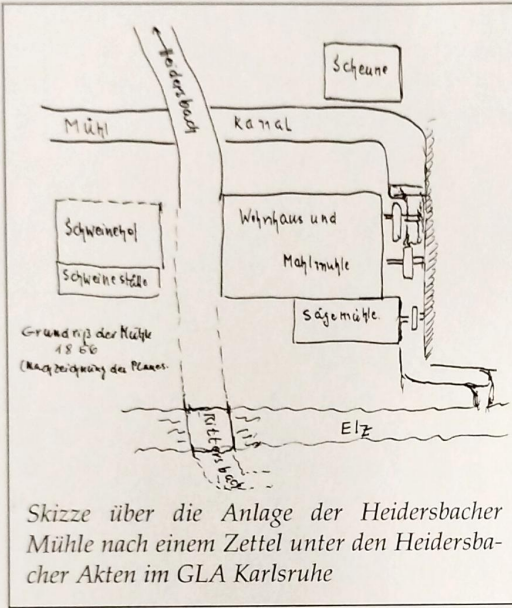 Heidersbach
Scheune
Mühl Kanal
Schweinehof
Schweineställe
Wohnhaus und
Mahlmühle
Sägemühle
Grundriß der Mühle
1866
(Nachzeichnung des Planes.
Rittersbach
Elz
Skizze über die Anlage der Heidersbacher
Mühle nach einem Zettel unter den Heidersba-
cher Akten im GLA Karlsruhe